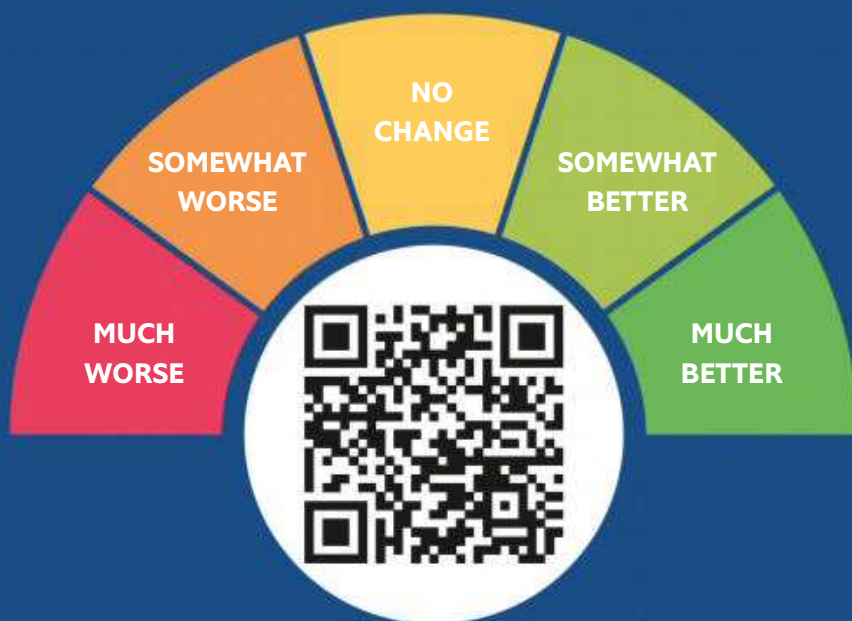 NO
CHANGE
SOMEWHAT
WORSE
SOMEWHAT
BETTER
MUCH
WORSE
MUCH
BETTER